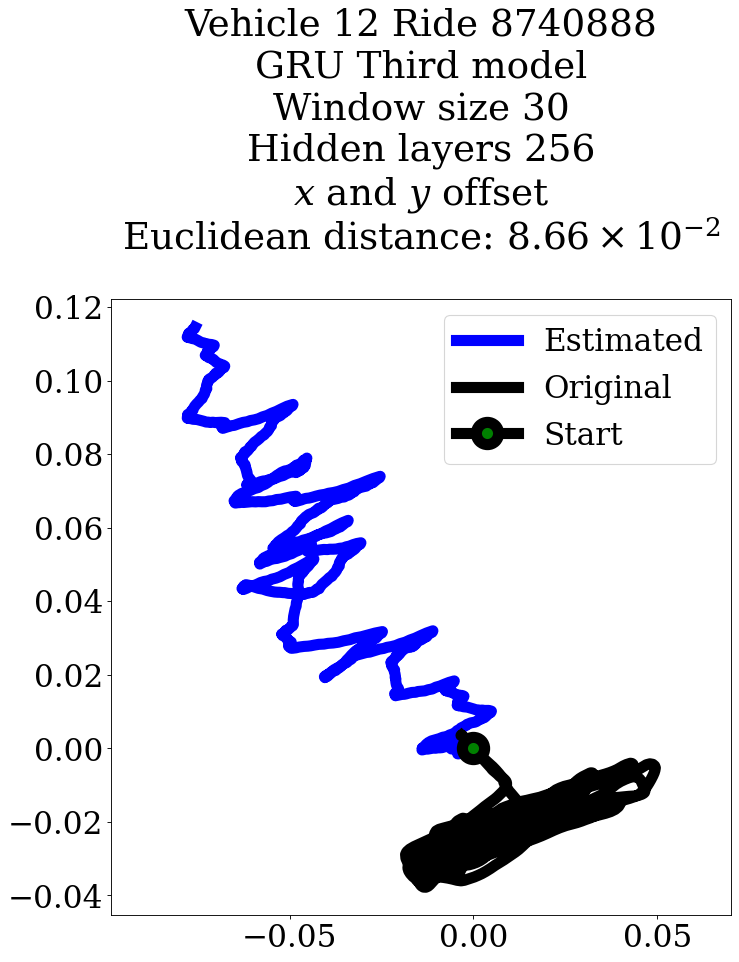 Vehicle 12 Ride 8740888
GRU Third model
Window size 30
Hidden layers 256
x and y offset
Euclidean distance: 8.66 × 10⁻²
Estimated
Original
Start
0.12
0.10
0.08
0.06
0.04
0.02
0.00
−0.02
−0.04
−0.05 0.00 0.05